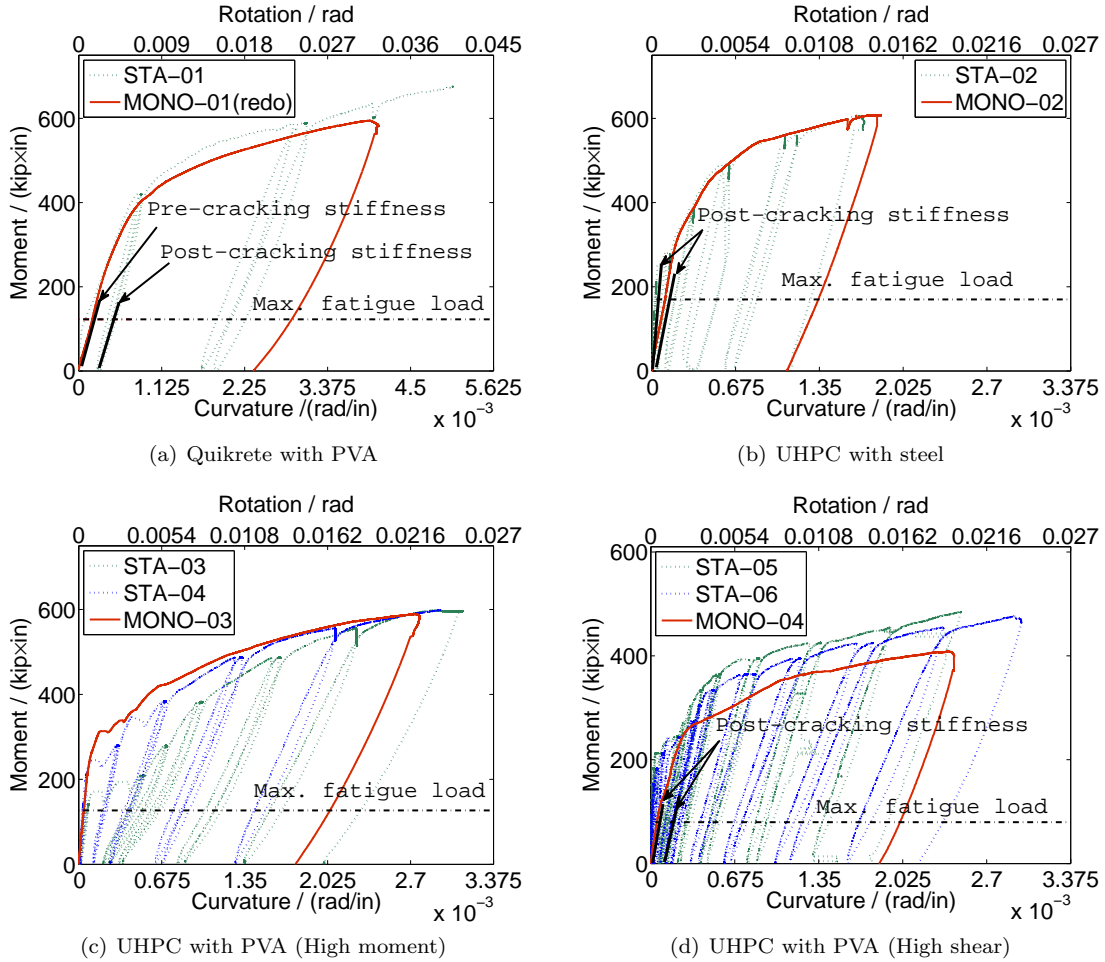 Rotation / rad
0 0.009 0.018 0.027 0.036 0.045
STA−01
MONO−01(redo)
Moment / (kip×in)
600
400
200
0
Pre-cracking stiffness
Post-cracking stiffness
Max. fatigue load
0 1.125 2.25 3.375 4.5 5.625
Curvature /(rad/in)
x 10⁻³
(a) Quikrete with PVA
Rotation / rad
0 0.0054 0.0108 0.0162 0.0216 0.027
STA−02
MONO−02
Moment / (kip×in)
600
400
200
0
Post-cracking stiffness
Max. fatigue load
0 0.675 1.35 2.025 2.7 3.375
Curvature / (rad/in)
x 10⁻³
(b) UHPC with steel
Rotation / rad
0 0.0054 0.0108 0.0162 0.0216 0.027
STA−03
STA−04
MONO−03
Moment / (kip×in)
600
400
200
0
Max. fatigue load
0 0.675 1.35 2.025 2.7 3.375
Curvature / (rad/in)
x 10⁻³
(c) UHPC with PVA (High moment)
Rotation / rad
0 0.0054 0.0108 0.0162 0.0216 0.027
STA−05
STA−06
MONO−04
Moment / (kip×in)
600
400
200
0
Post-cracking stiffness
Max. fatigue load
0 0.675 1.35 2.025 2.7 3.375
Curvature / (rad/in)
x 10⁻³
(d) UHPC with PVA (High shear)